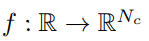 f : ℝ → ℝ^{N_c}